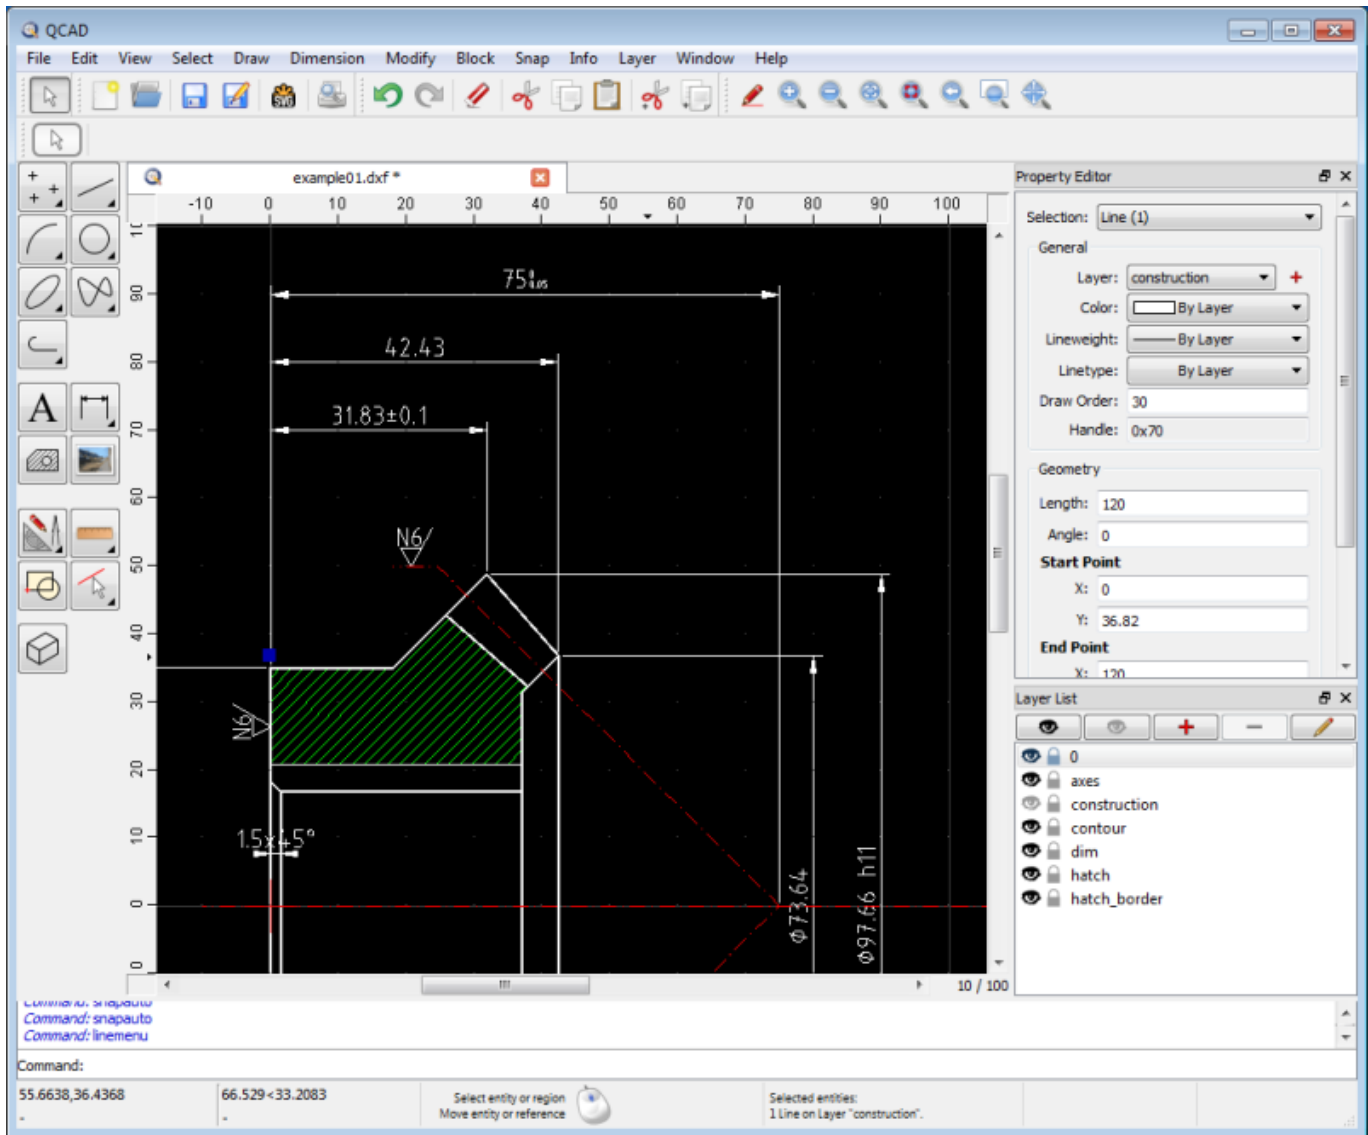 QCAD
File Edit View Select Draw Dimension Modify Block Snap Info Layer Window Help
SVG
example01.dxf *
Property Editor
-10 0 10 20 30 40 50 60 70 80 90 100
Selection: Line (1)
General
Layer: construction
Color: By Layer
Lineweight: By Layer
Linetype: By Layer
Draw Order: 30
Handle: 0x70
Geometry
Length: 120
Angle: 0
Start Point
X: 0
Y: 36.82
End Point
X: 120
90
80
70
60
50
40
30
20
10
0
75
42.43
31.83±0.1
N6
N6
1.5x45°
ϕ73.64
ϕ97.66 h11
A
Layer List
0
axes
construction
contour
dim
hatch
hatch_border
10 / 100
Command: snapauto
Command: snapauto
Command: linemenu
Command:
55.6638,36.4368
-
66.529<33.2083
-
Select entity or region
Move entity or reference
Selected entities:
1 Line on Layer "construction".